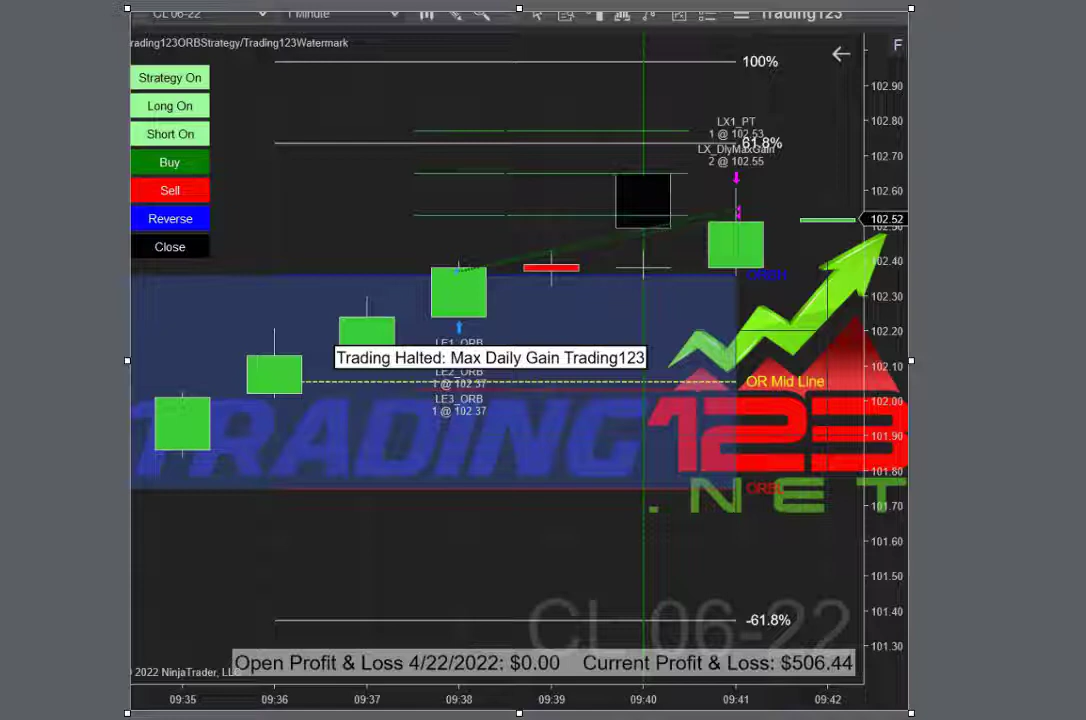 CL 06-22
1 Minute
Trading123
rading123ORBStrategy/Trading123Watermark
F
Strategy On
Long On
Short On
Buy
Sell
Reverse
Close
100%
LX1_PT
1 @ 102.53
61.8%
LX_DlyMaxGain
2 @ 102.55
102.90
102.80
102.70
102.60
102.52
102.50
102.40
102.30
102.20
102.10
102.00
101.90
101.80
101.70
101.60
101.50
101.40
101.30
ORBH
LE1_ORB
Trading Halted: Max Daily Gain Trading123
LE2_ORB
1 @ 102.37
LE3_ORB
1 @ 102.37
OR Mid Line
TRADING 123
.NET
-61.8%
CL 06-22
Open Profit & Loss 4/22/2022: $0.00 Current Profit & Loss: $506.44
© 2022 NinjaTrader, LLC
09:35 09:36 09:37 09:38 09:39 09:40 09:41 09:42